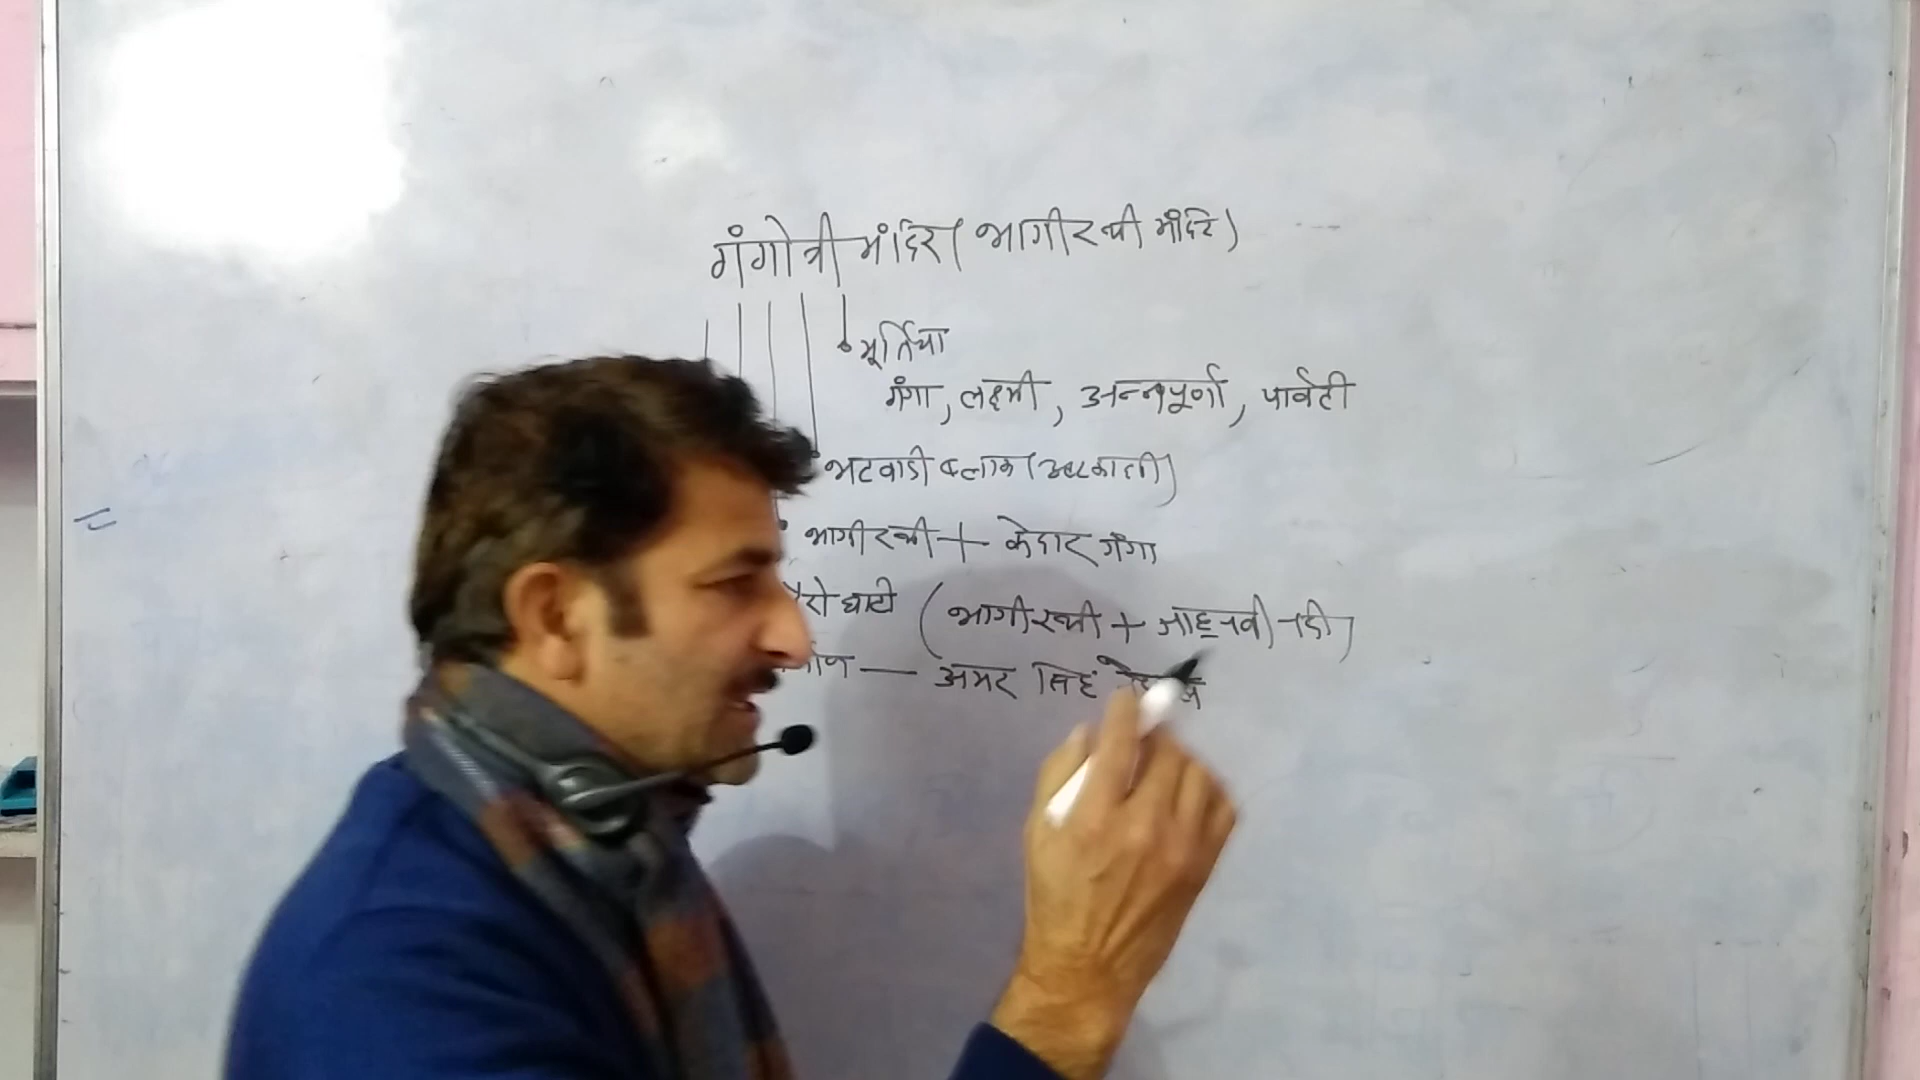 गंगोत्री मंदिर (भागीरथी मंदिर)
मूर्तिया
गंगा, लक्ष्मी, अन्नपूर्णा, पार्वती
भटवाडी ब्लाक (उत्तरकाशी)
भागीरथी + केदार गंगा
भैरो घाटी (भागीरथी + जाह्नवी नदी)
अमर सिंह